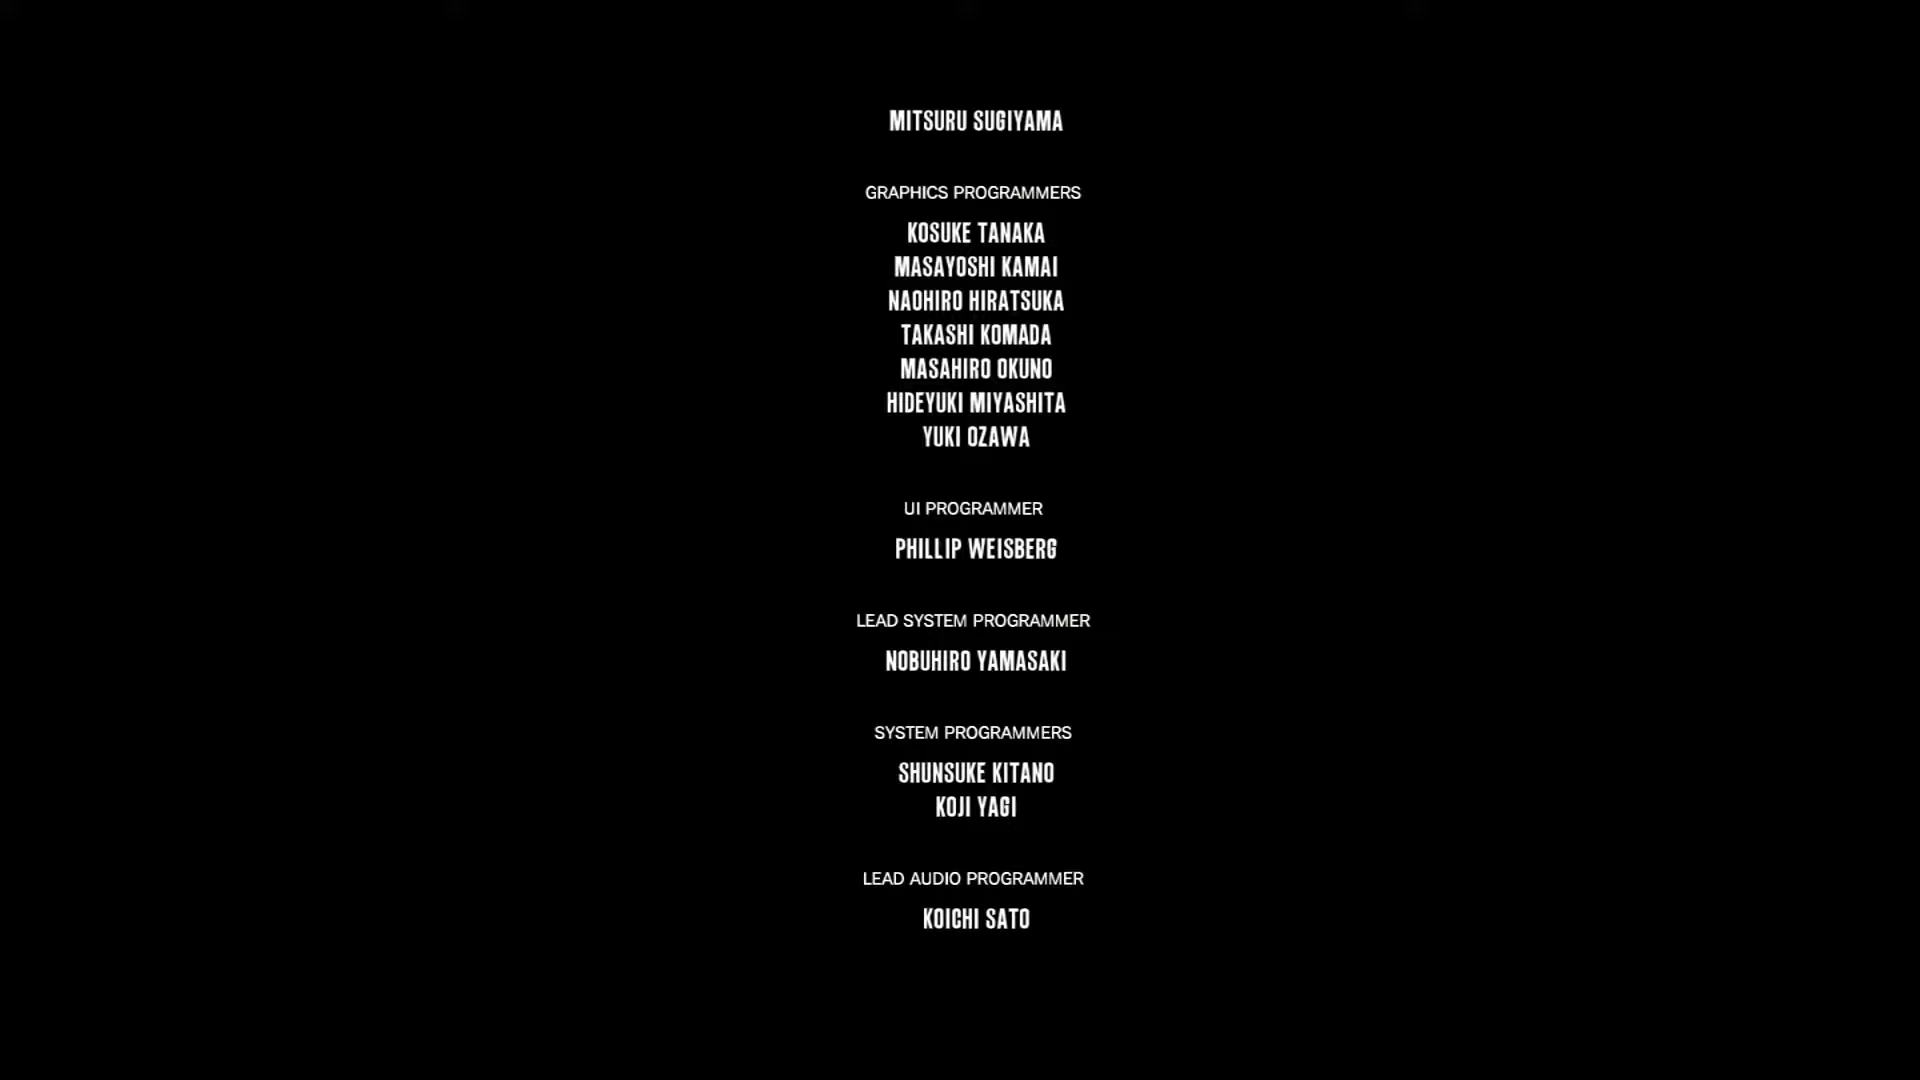 MITSURU SUGIYAMA
GRAPHICS PROGRAMMERS
KOSUKE TANAKA
MASAYOSHI KAMAI
NAOHIRO HIRATSUKA
TAKASHI KOMADA
MASAHIRO OKUNO
HIDEYUKI MIYASHITA
YUKI OZAWA
UI PROGRAMMER
PHILLIP WEISBERG
LEAD SYSTEM PROGRAMMER
NOBUHIRO YAMASAKI
SYSTEM PROGRAMMERS
SHUNSUKE KITANO
KOJI YAGI
LEAD AUDIO PROGRAMMER
KOICHI SATO